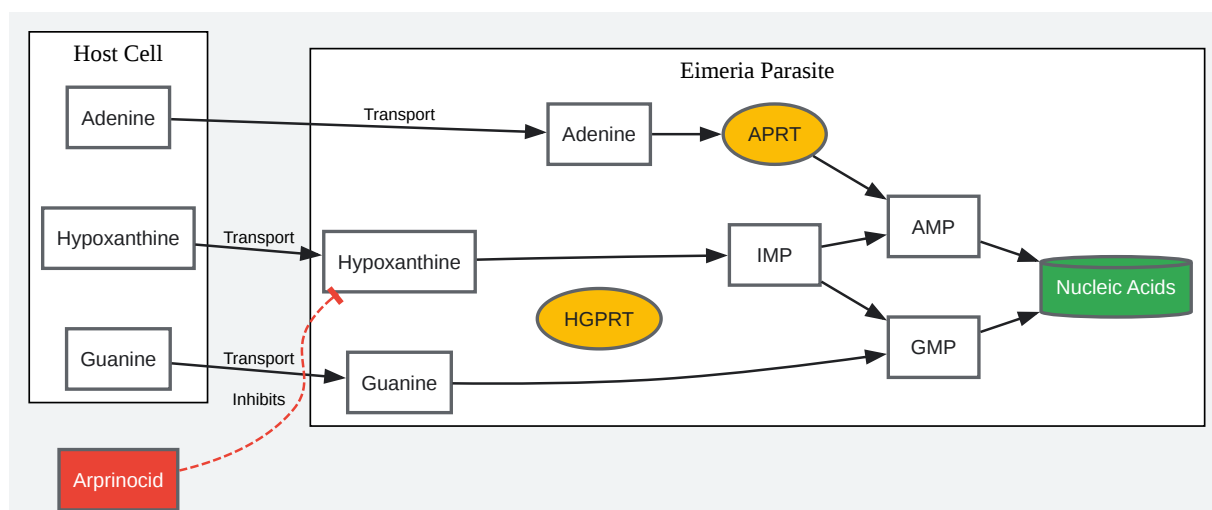 Host Cell
Eimeria Parasite
Adenine
Transport
Adenine
APRT
Hypoxanthine
Transport
Hypoxanthine
IMP
AMP
Nucleic Acids
HGPRT
Guanine
Transport
Guanine
GMP
Inhibits
Arprinocid